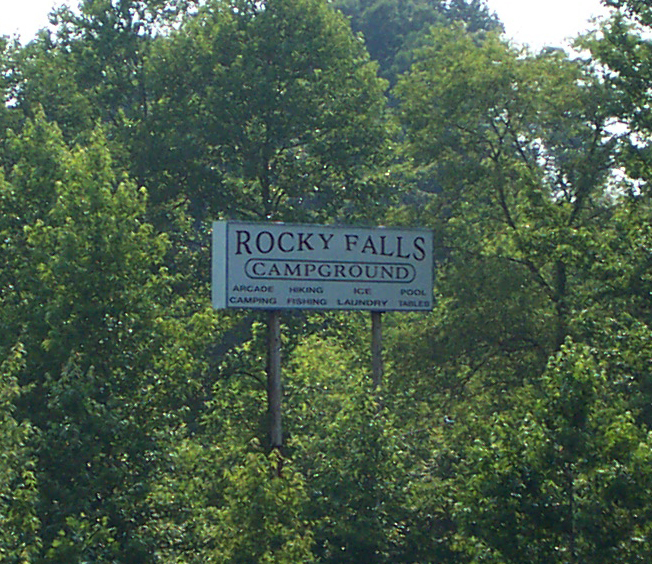 ROCKY FALLS
CAMPGROUND
ARCADE HIKING ICE POOL
CAMPING FISHING LAUNDRY TABLES